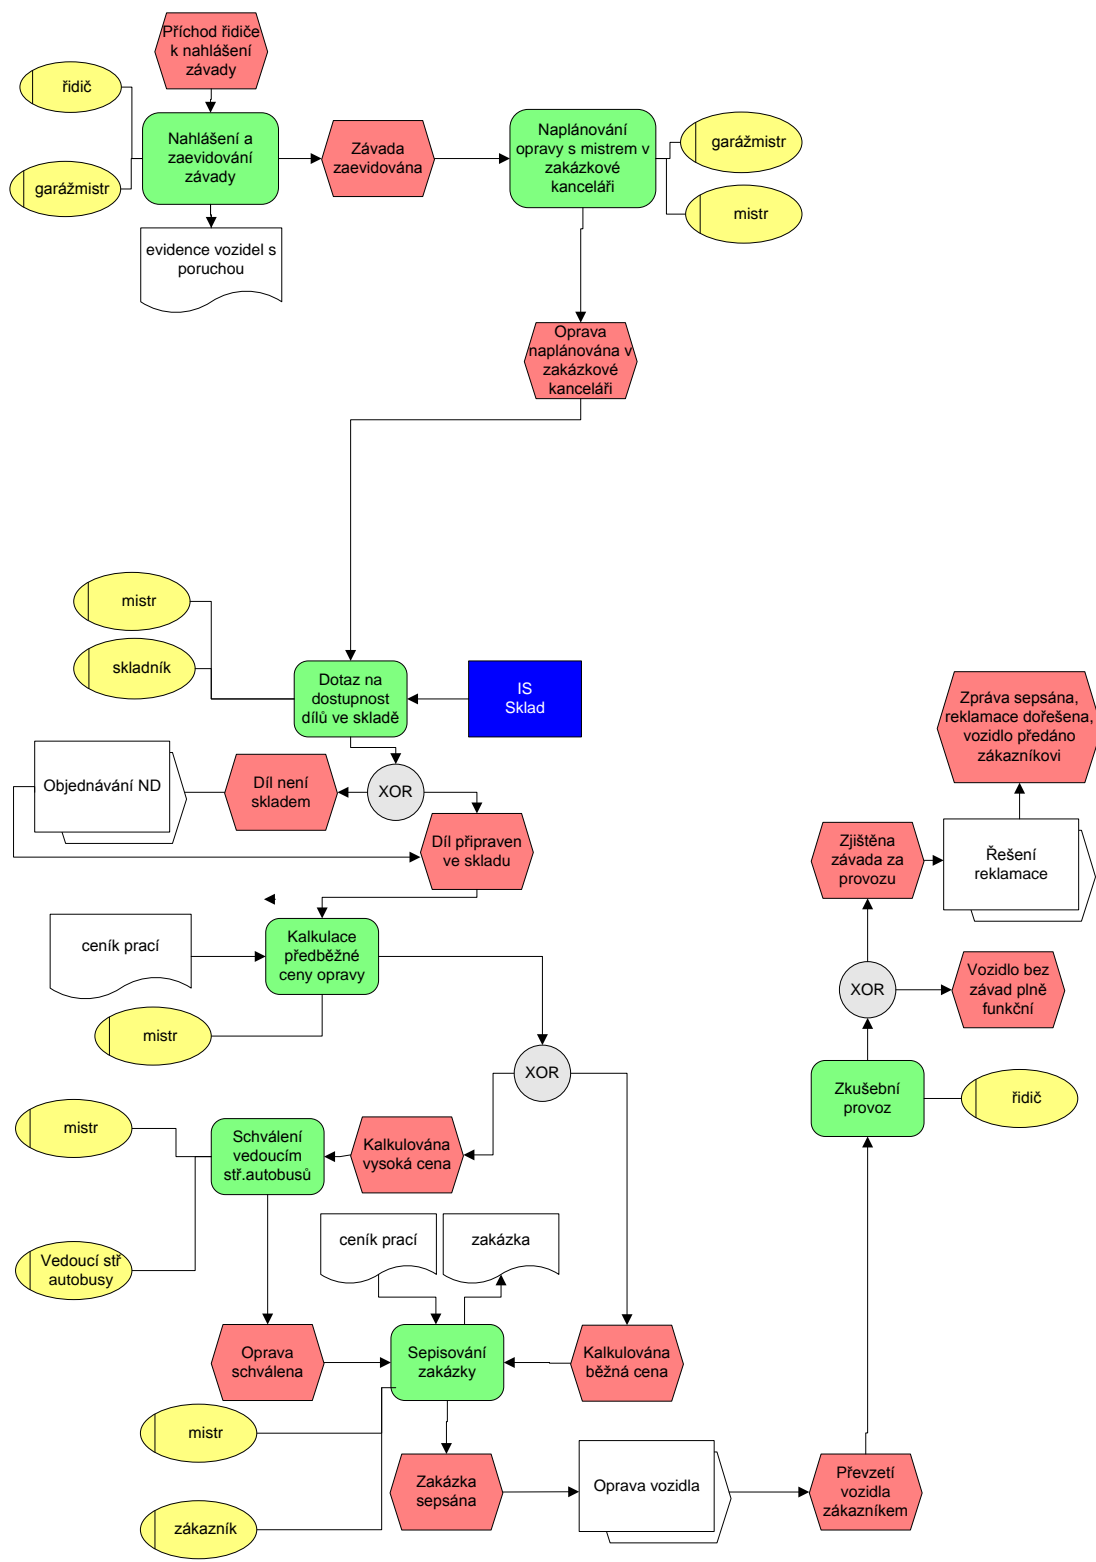 Příchod řidiče
k nahlášení
závady
řidič
Nahlášení a
zaevidování
závady
garážmistr
evidence vozidel s
poruchou
Závada
zaevidována
Naplánování
opravy s mistrem v
zakázkové
kanceláři
garážmistr
mistr
Oprava
naplánována v
zakázkové
kanceláři
mistr
skladník
Dotaz na
dostupnost
dílů ve skladě
IS
Sklad
Objednávání ND
Díl není
skladem
XOR
Díl připraven
ve skladu
ceník prací
Kalkulace
předběžné
ceny opravy
mistr
XOR
mistr
Schválení
vedoucím
stř.autobusů
Kalkulována
vysoká cena
Vedoucí stř
autobusy
ceník prací
zakázka
Oprava
schválena
Sepisování
zakázky
Kalkulována
běžná cena
mistr
zákazník
Zakázka
sepsána
Oprava vozidla
Převzetí
vozidla
zákazníkem
Zkušební
provoz
řidič
XOR
Vozidlo bez
závad plně
funkční
Zjištěna
závada za
provozu
Řešení
reklamace
Zpráva sepsána,
reklamace dořešena,
vozidlo předáno
zákazníkovi